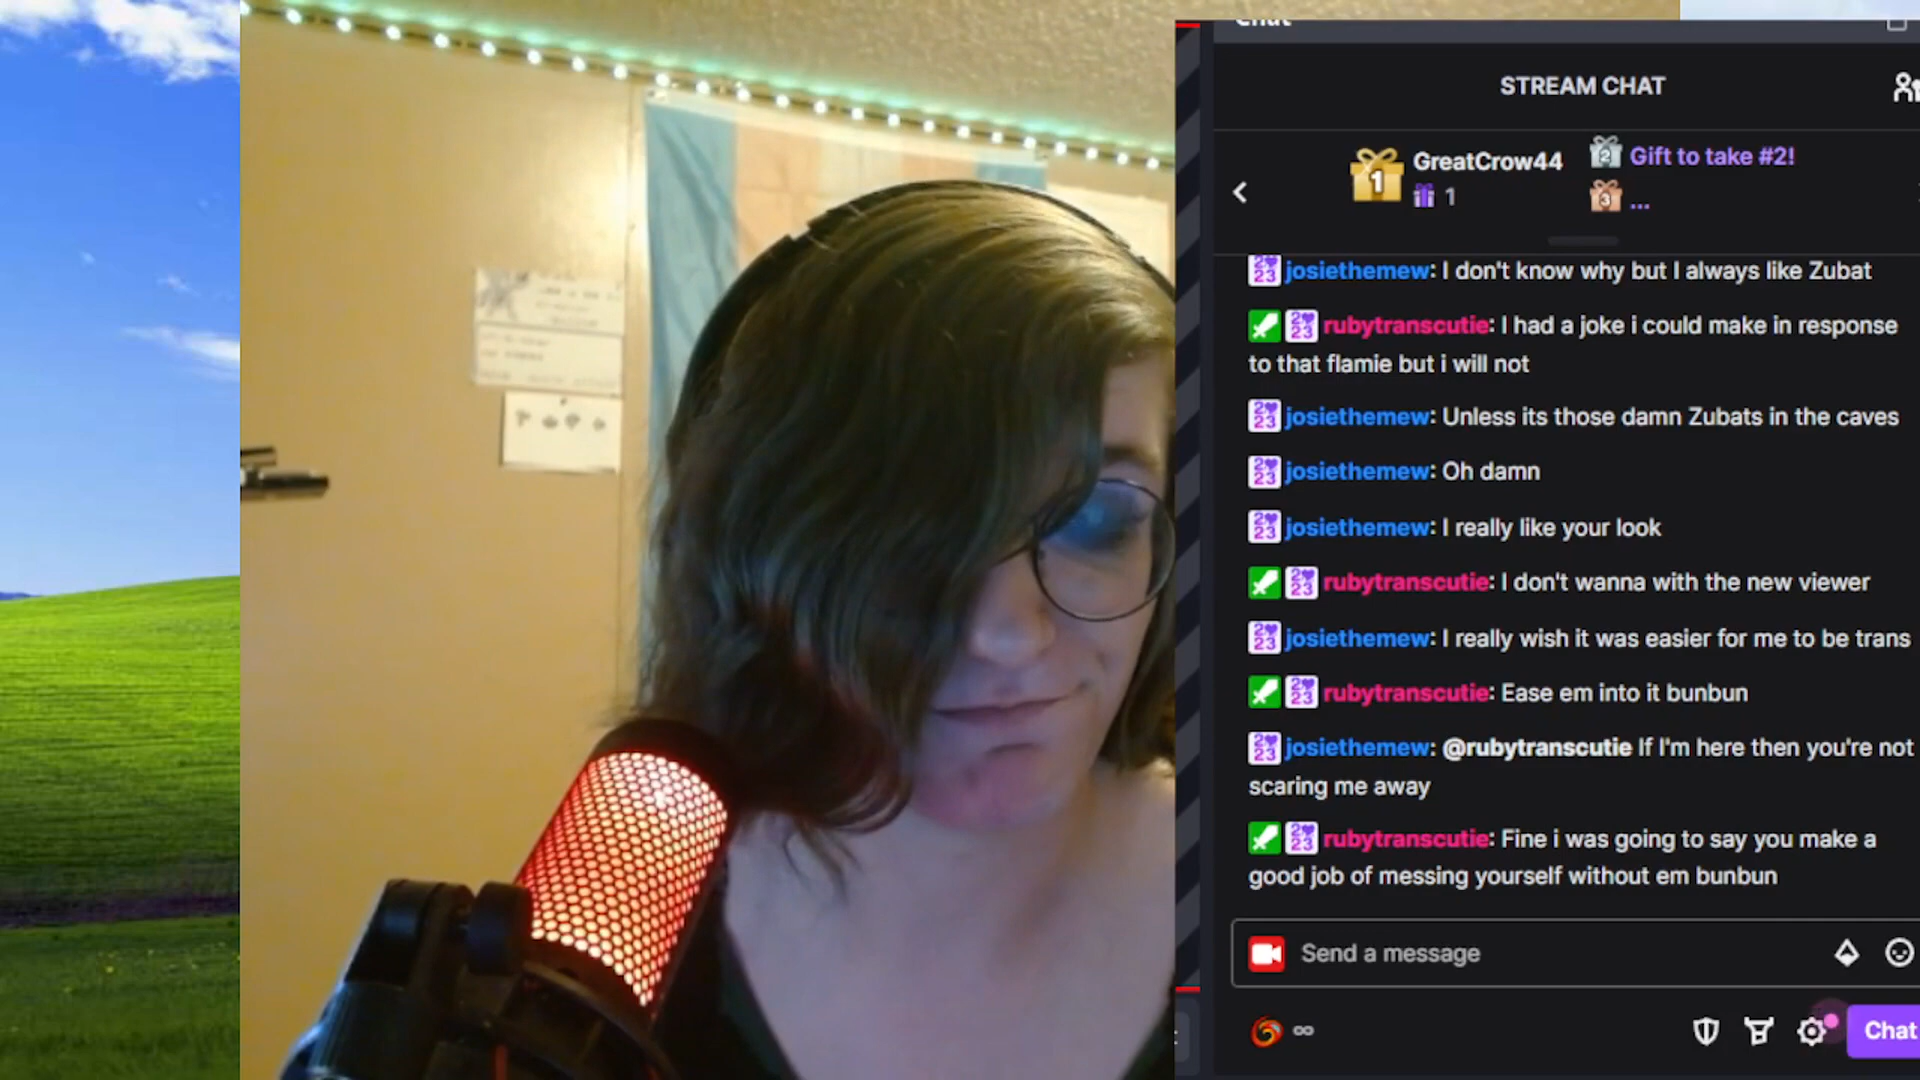 Chat
STREAM CHAT
GreatCrow44
1
1
2
Gift to take #2!
3
...
josiethemew: I don't know why but I always like Zubat
rubytranscutie: I had a joke i could make in response
to that flamie but i will not
josiethemew: Unless its those damn Zubats in the caves
josiethemew: Oh damn
josiethemew: I really like your look
rubytranscutie: I don't wanna with the new viewer
josiethemew: I really wish it was easier for me to be trans
rubytranscutie: Ease em into it bunbun
josiethemew: @rubytranscutie If I'm here then you're not
scaring me away
rubytranscutie: Fine i was going to say you make a
good job of messing yourself without em bunbun
Send a message
∞
Chat